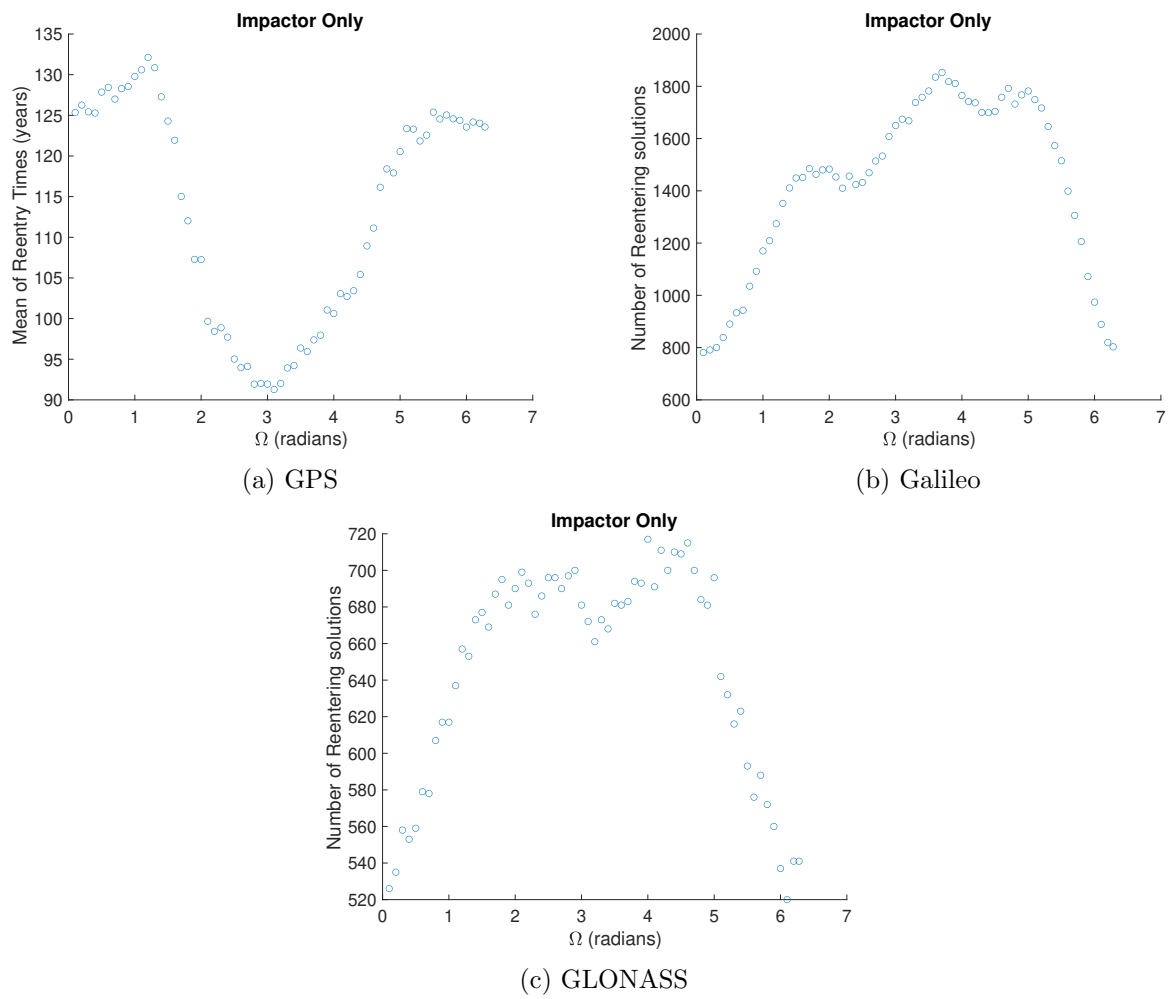 Impactor Only
135
130
125
120
115
110
105
100
95
90
Mean of Reentry Times (years)
0 1 2 3 4 5 6 7
Ω (radians)
(a) GPS
Impactor Only
2000
1800
1600
1400
1200
1000
800
600
Number of Reentering solutions
0 1 2 3 4 5 6 7
Ω (radians)
(b) Galileo
Impactor Only
720
700
680
660
640
620
600
580
560
540
520
Number of Reentering solutions
0 1 2 3 4 5 6 7
Ω (radians)
(c) GLONASS